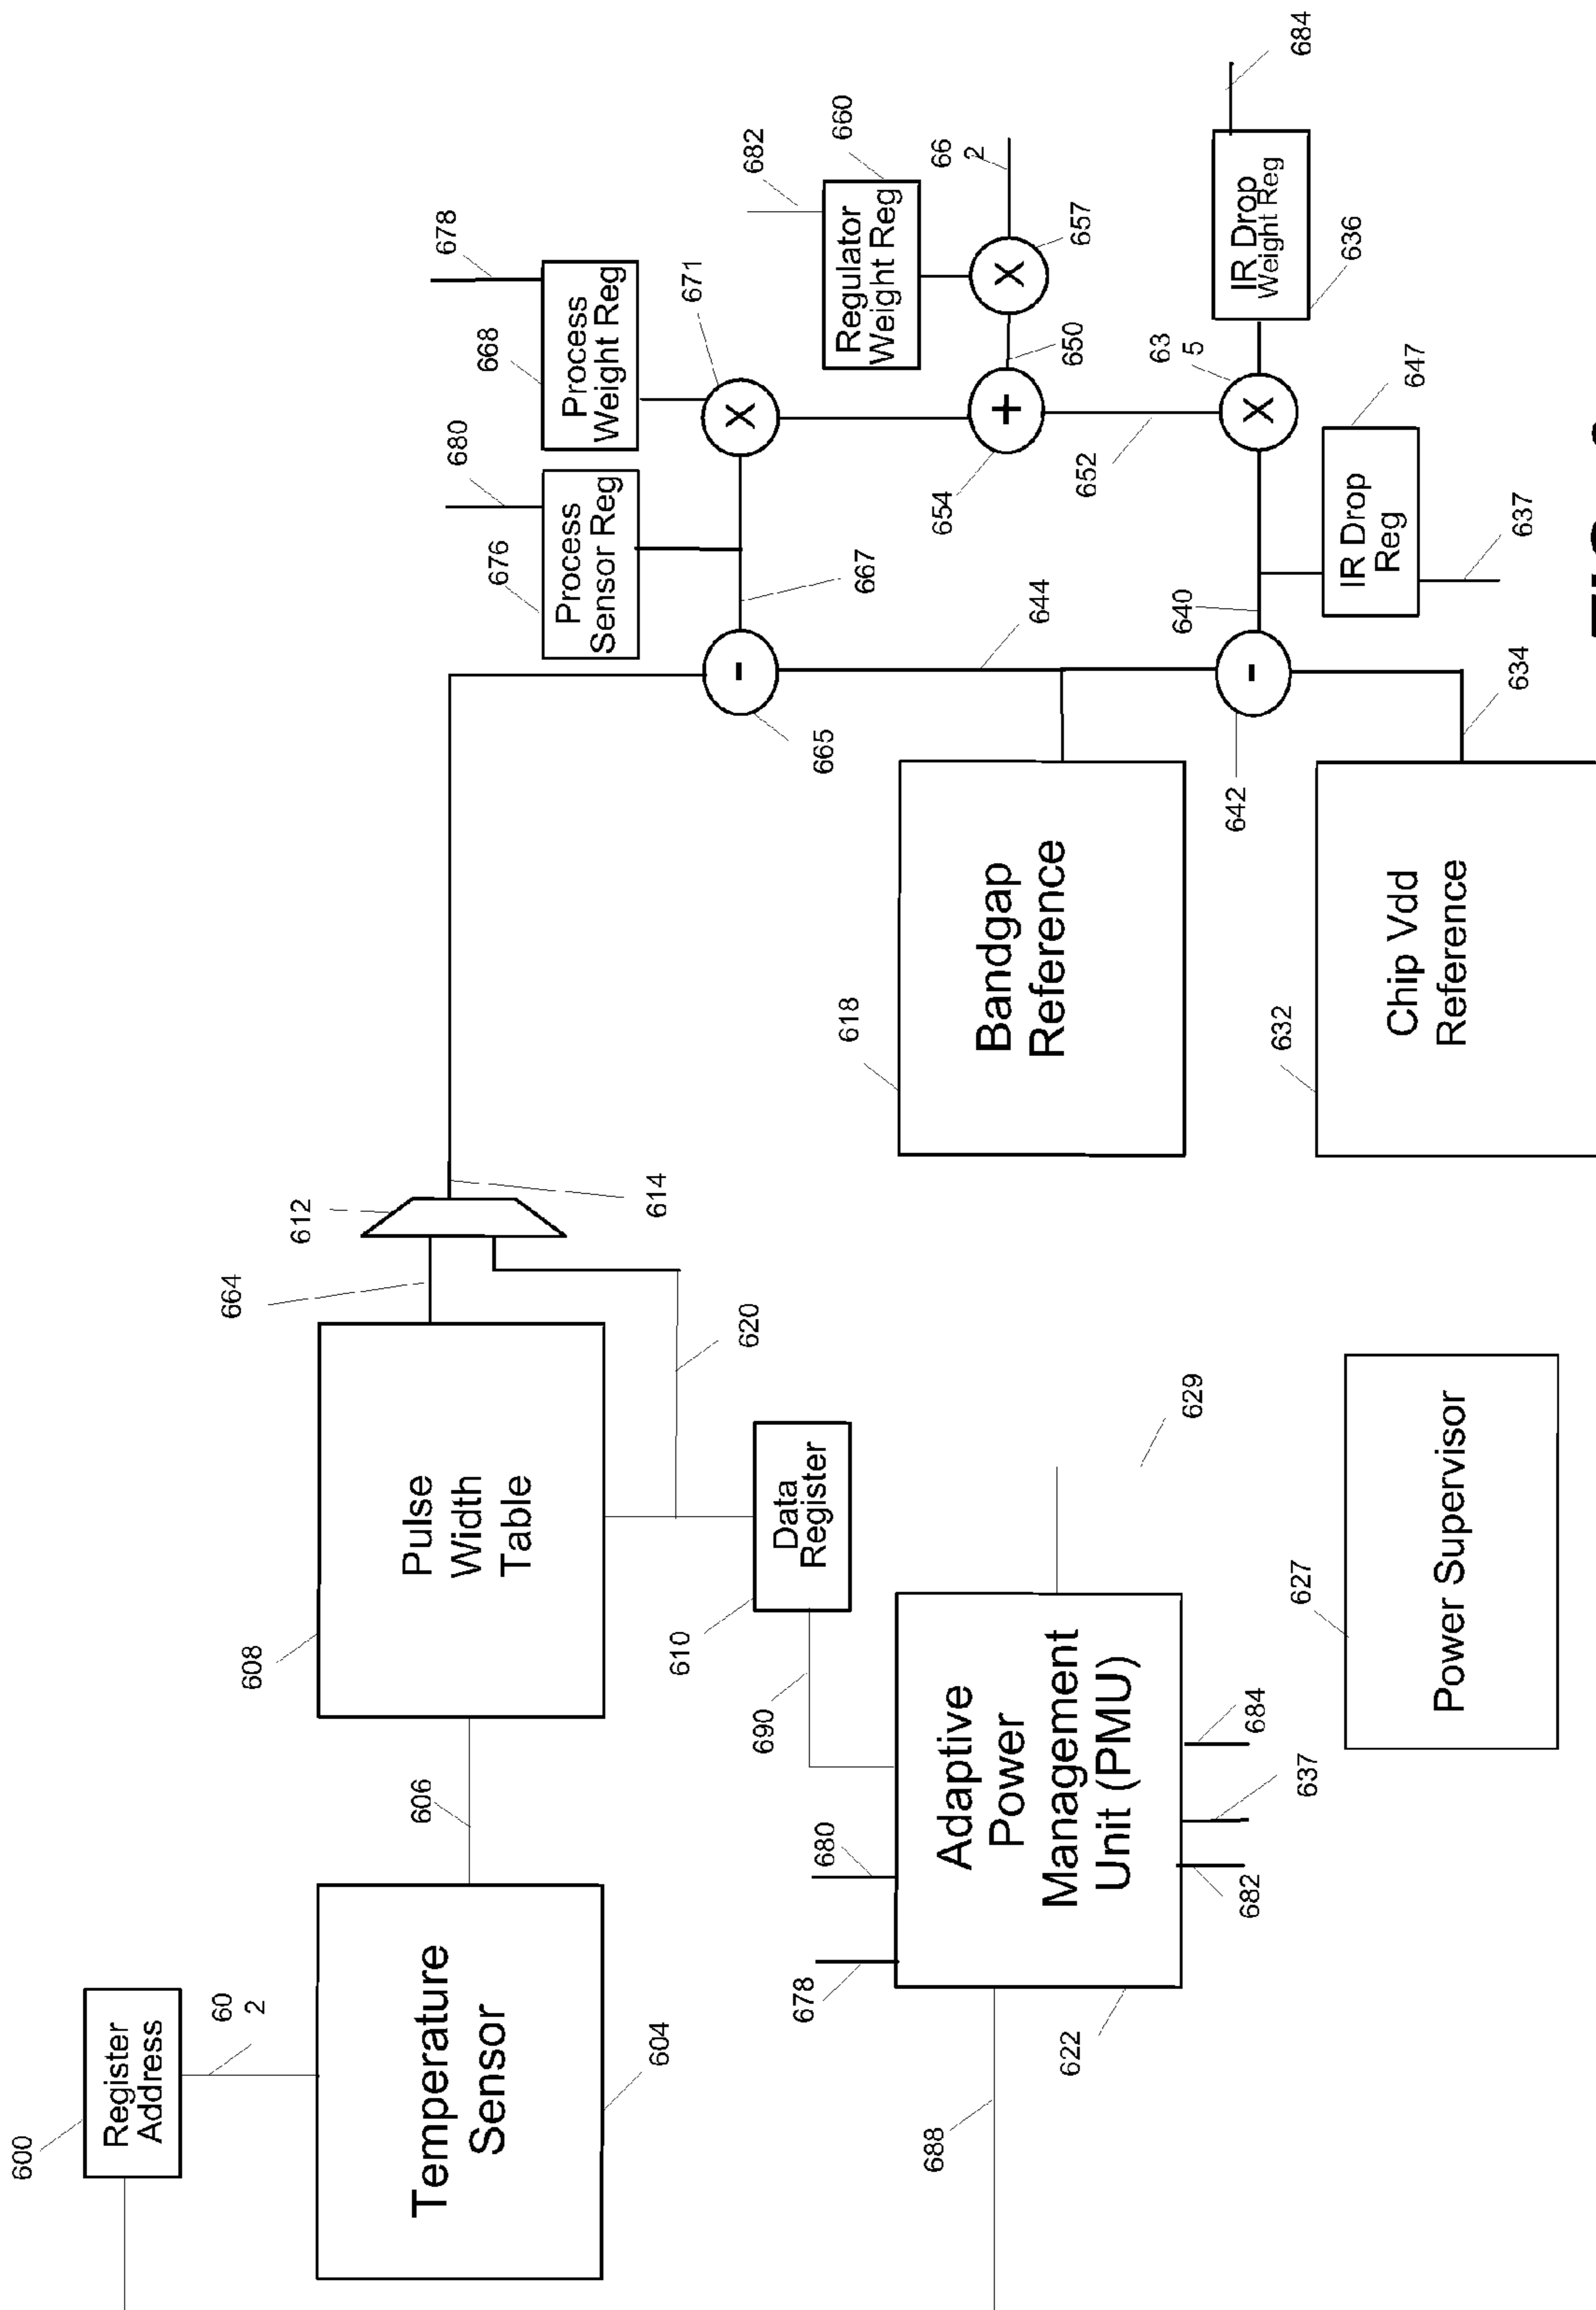 600
Register
Address
60
2
Temperature
Sensor
604
606
608
Pulse
Width
Table
664
612
614
620
610
Data
Register
690
688
622
678
680
Adaptive
Power
Management
Unit (PMU)
682
637
684
629
627
Power Supervisor
618
Bandgap
Reference
632
Chip Vdd
Reference
634
642
644
640
665
667
676
Process
Sensor Reg
680
668
Process
Weight Reg
678
671
682
Regulator
Weight Reg
660
66
2
657
650
654
652
63
5
IR Drop
Weight Reg
636
684
IR Drop
Reg
647
637
X
X
X
+
-
-